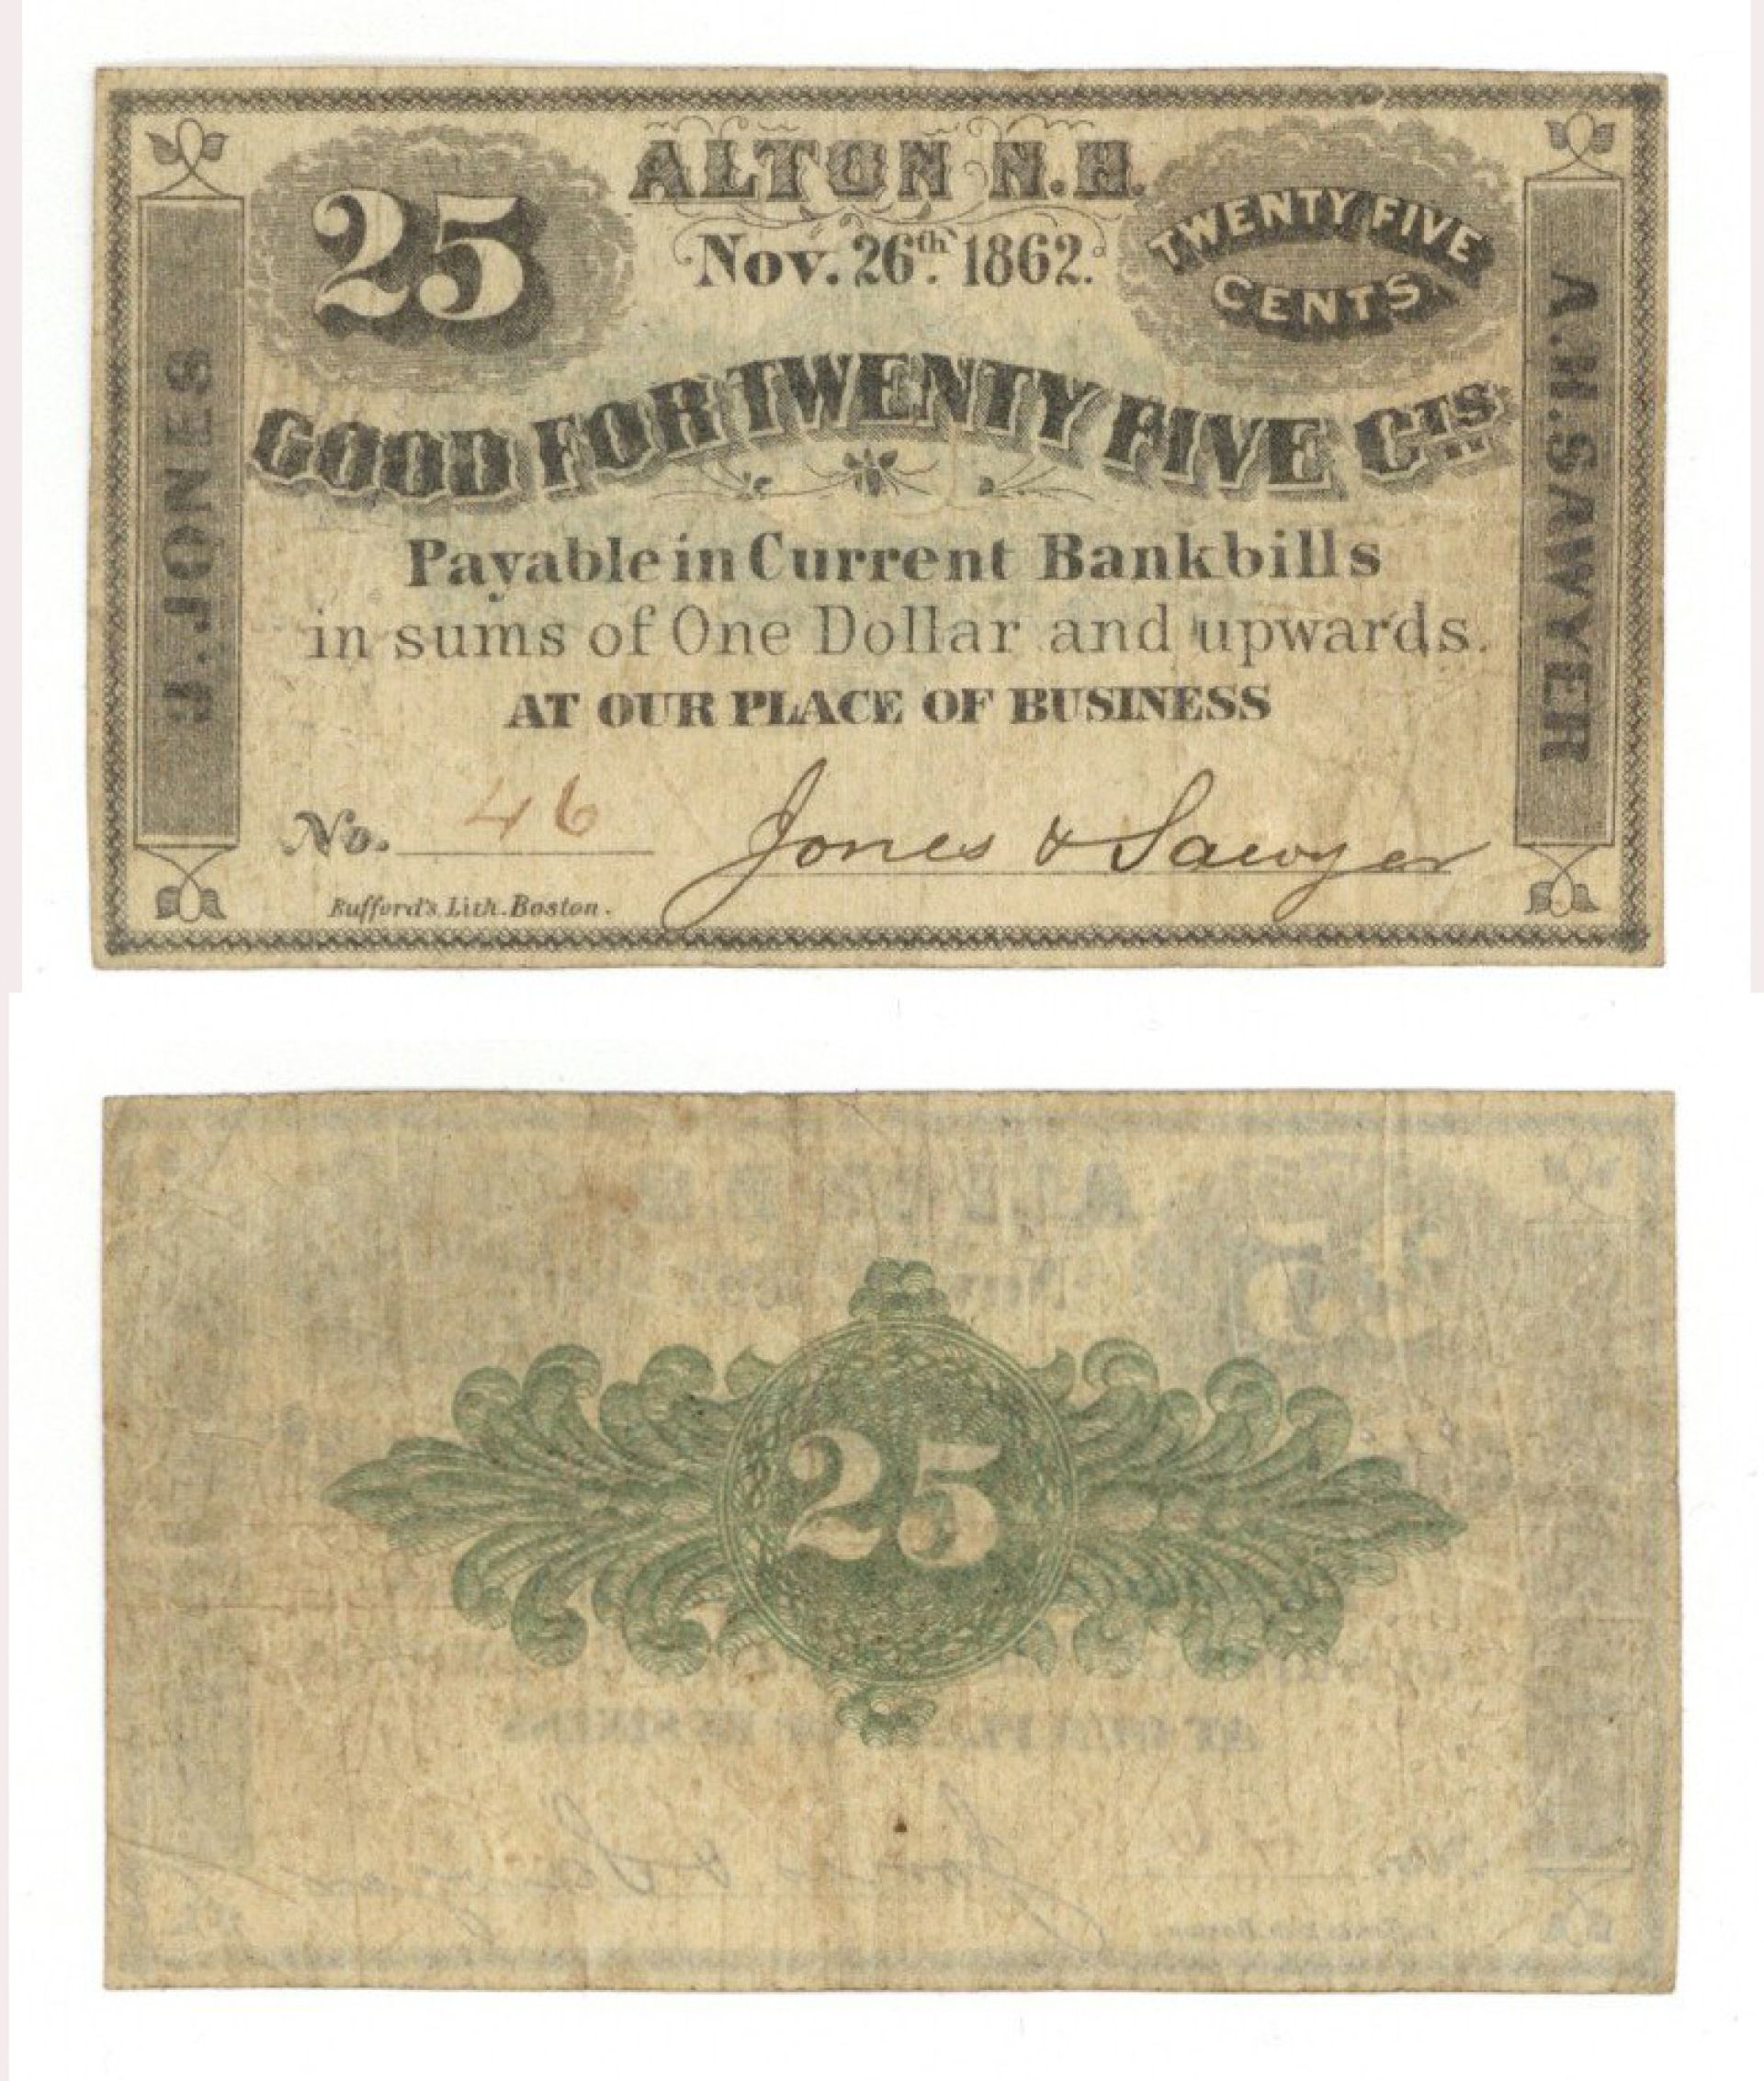 ALTON N.H.
25
TWENTY FIVE
CENTS.
Nov. 26th. 1862.
J. JONES
A.H. SAWYER
GOOD FOR TWENTY FIVE CTS
Payable in Current Bankbills
in sums of One Dollar and upwards.
AT OUR PLACE OF BUSINESS
No. 46
Jones & Sawyer
Bufford's Lith. Boston.
25